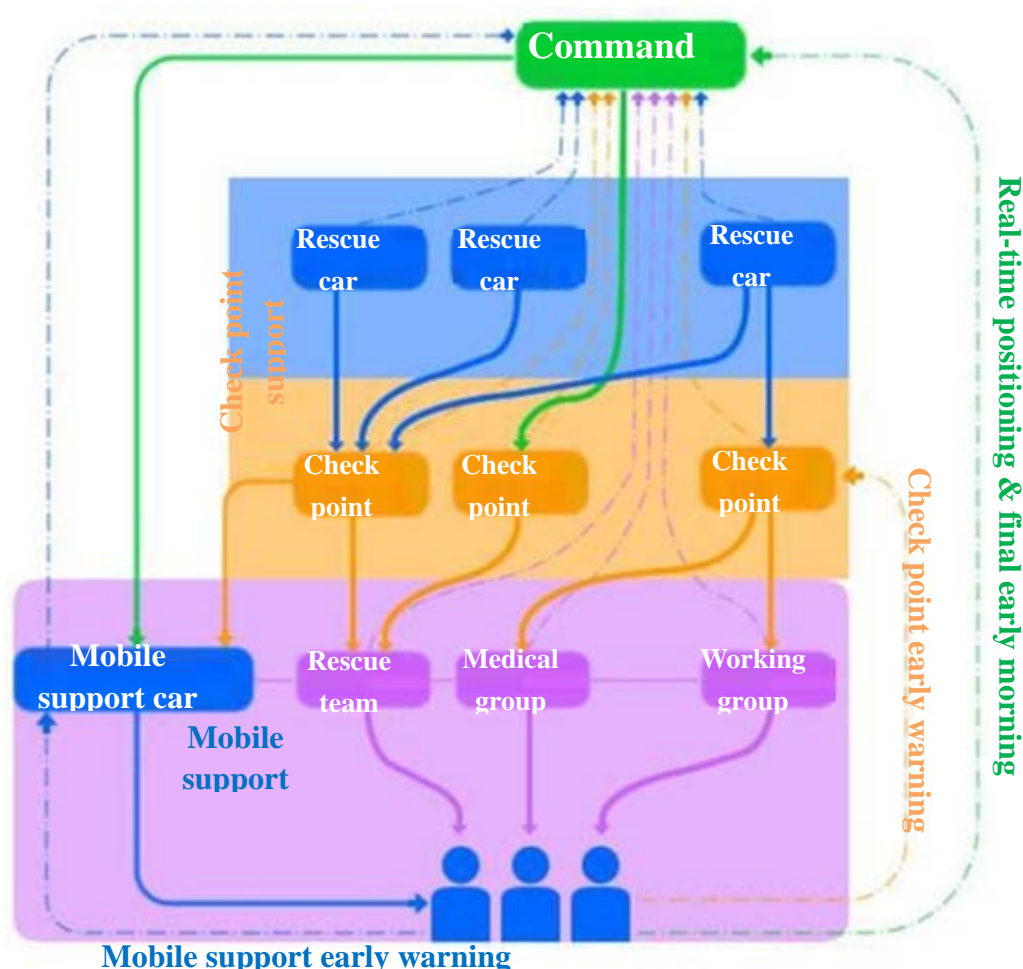 Command
Rescue
car
Rescue
car
Rescue
car
Check point
support
Check
point
Check
point
Check
point
Mobile
support car
Rescue
team
Medical
group
Working
group
Mobile
support
Mobile support early warning
Check point early warning
Real-time positioning & final early morning